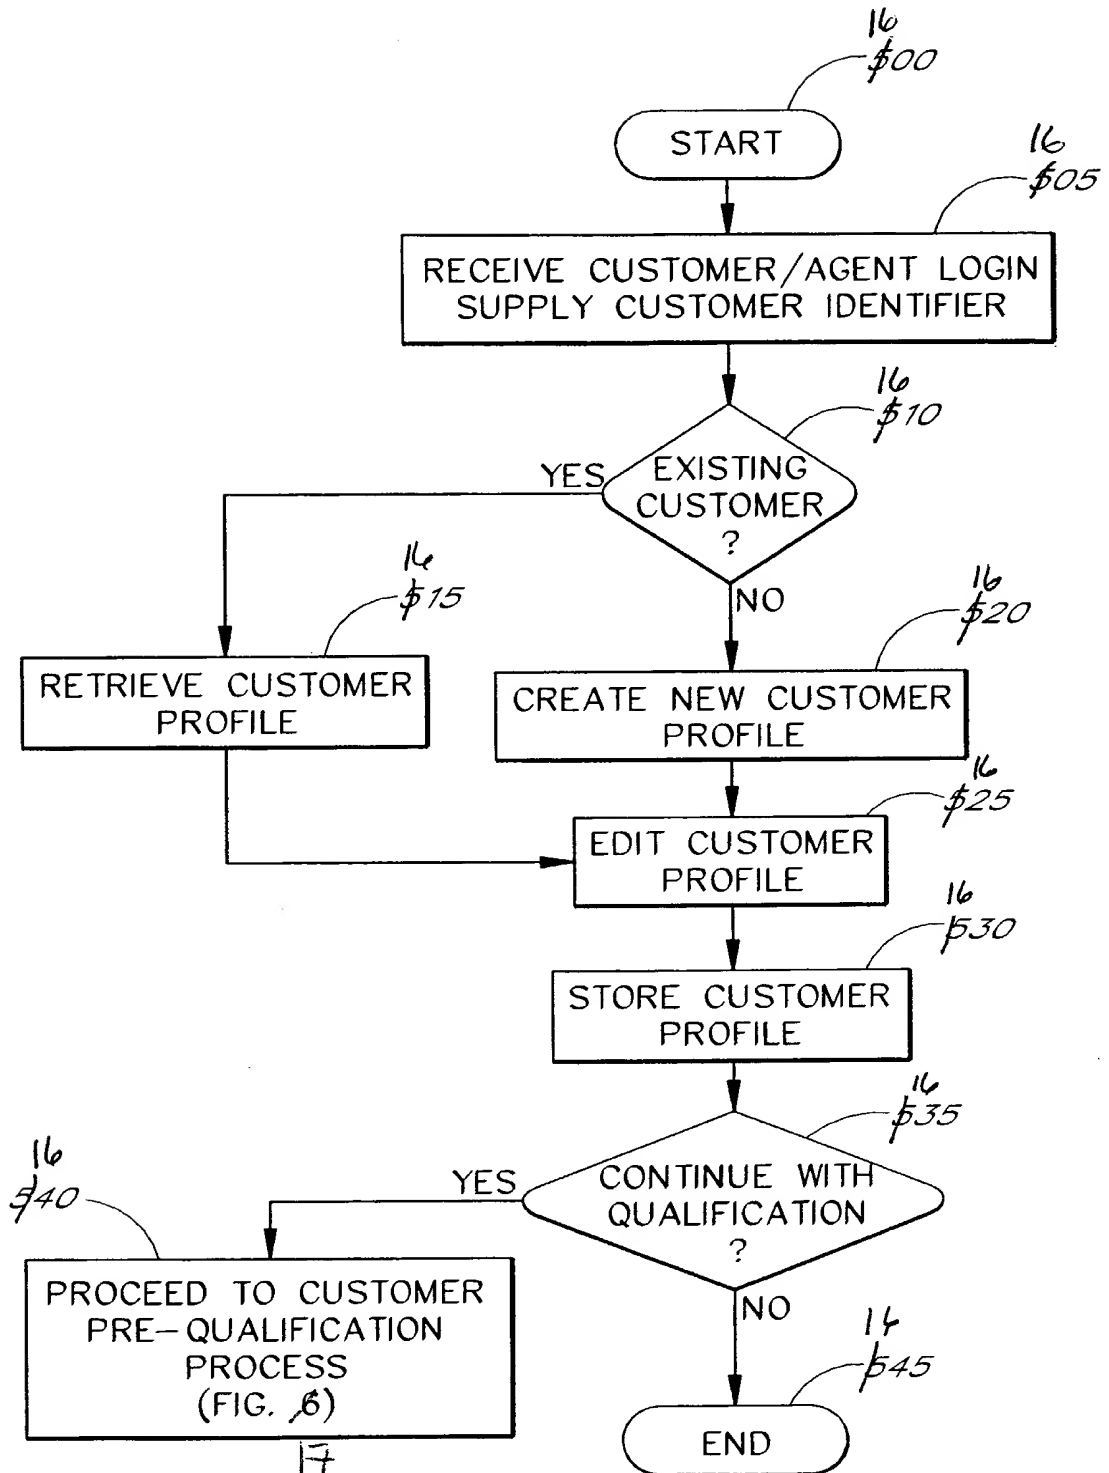 16
500
START
16
505
RECEIVE CUSTOMER/AGENT LOGIN
SUPPLY CUSTOMER IDENTIFIER
16
510
YES
EXISTING
CUSTOMER
?
NO
16
515
RETRIEVE CUSTOMER
PROFILE
16
520
CREATE NEW CUSTOMER
PROFILE
16
525
EDIT CUSTOMER
PROFILE
16
530
STORE CUSTOMER
PROFILE
16
535
YES
CONTINUE WITH
QUALIFICATION
?
NO
16
540
PROCEED TO CUSTOMER
PRE-QUALIFICATION
PROCESS
(FIG. 6)
17
16
545
END